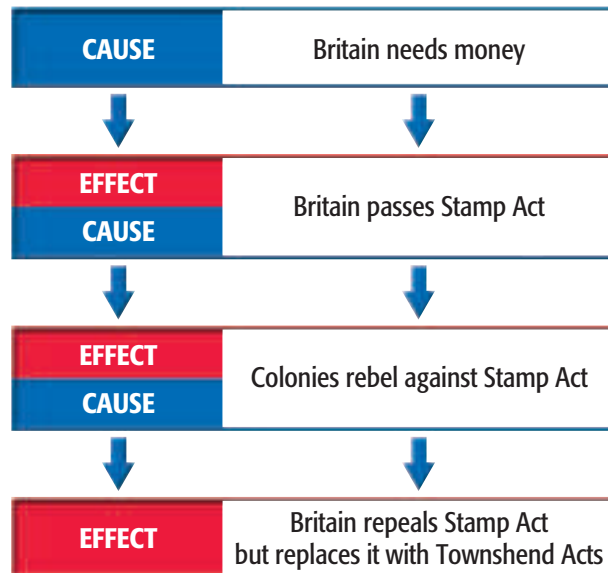 CAUSE
Britain needs money
EFFECT
CAUSE
Britain passes Stamp Act
EFFECT
CAUSE
Colonies rebel against Stamp Act
EFFECT
Britain repeals Stamp Act
but replaces it with Townshend Acts